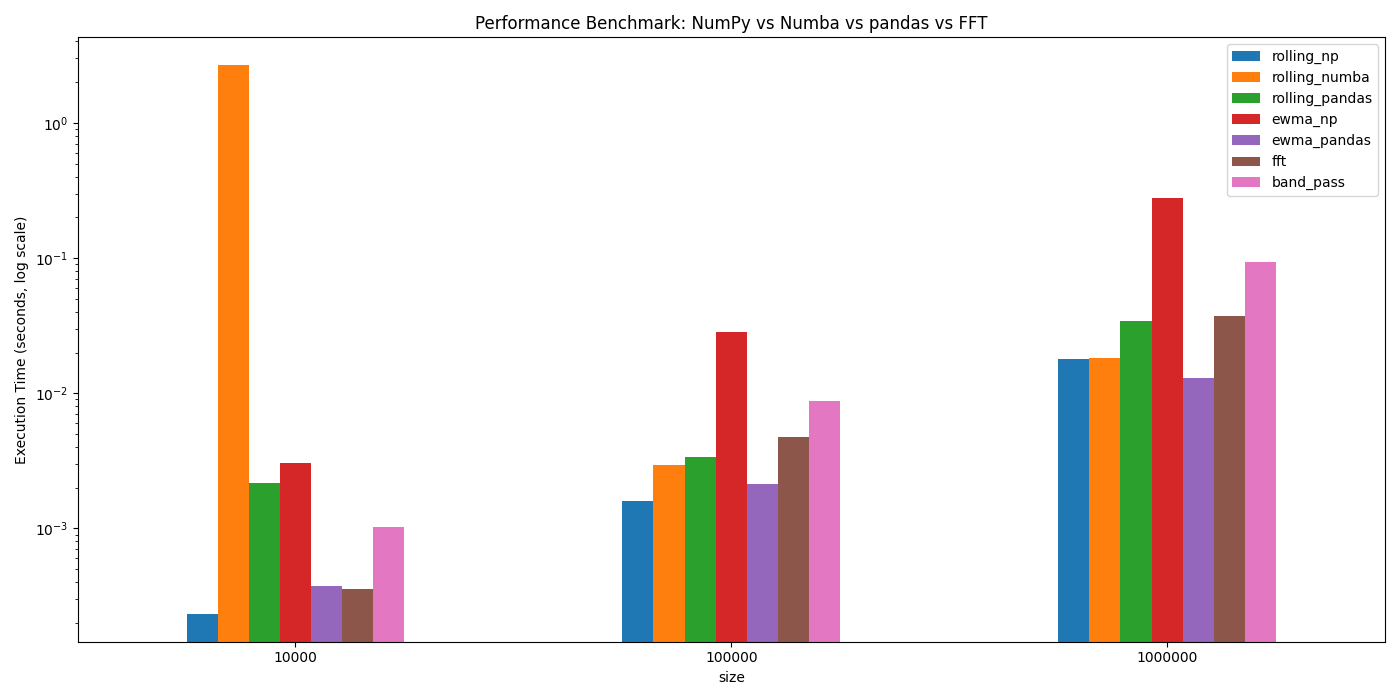 Performance Benchmark: NumPy vs Numba vs pandas vs FFT
rolling_np
rolling_numba
rolling_pandas
ewma_np
ewma_pandas
fft
band_pass
Execution Time (seconds, log scale)
10⁰
10⁻¹
10⁻²
10⁻³
10000
100000
1000000
size